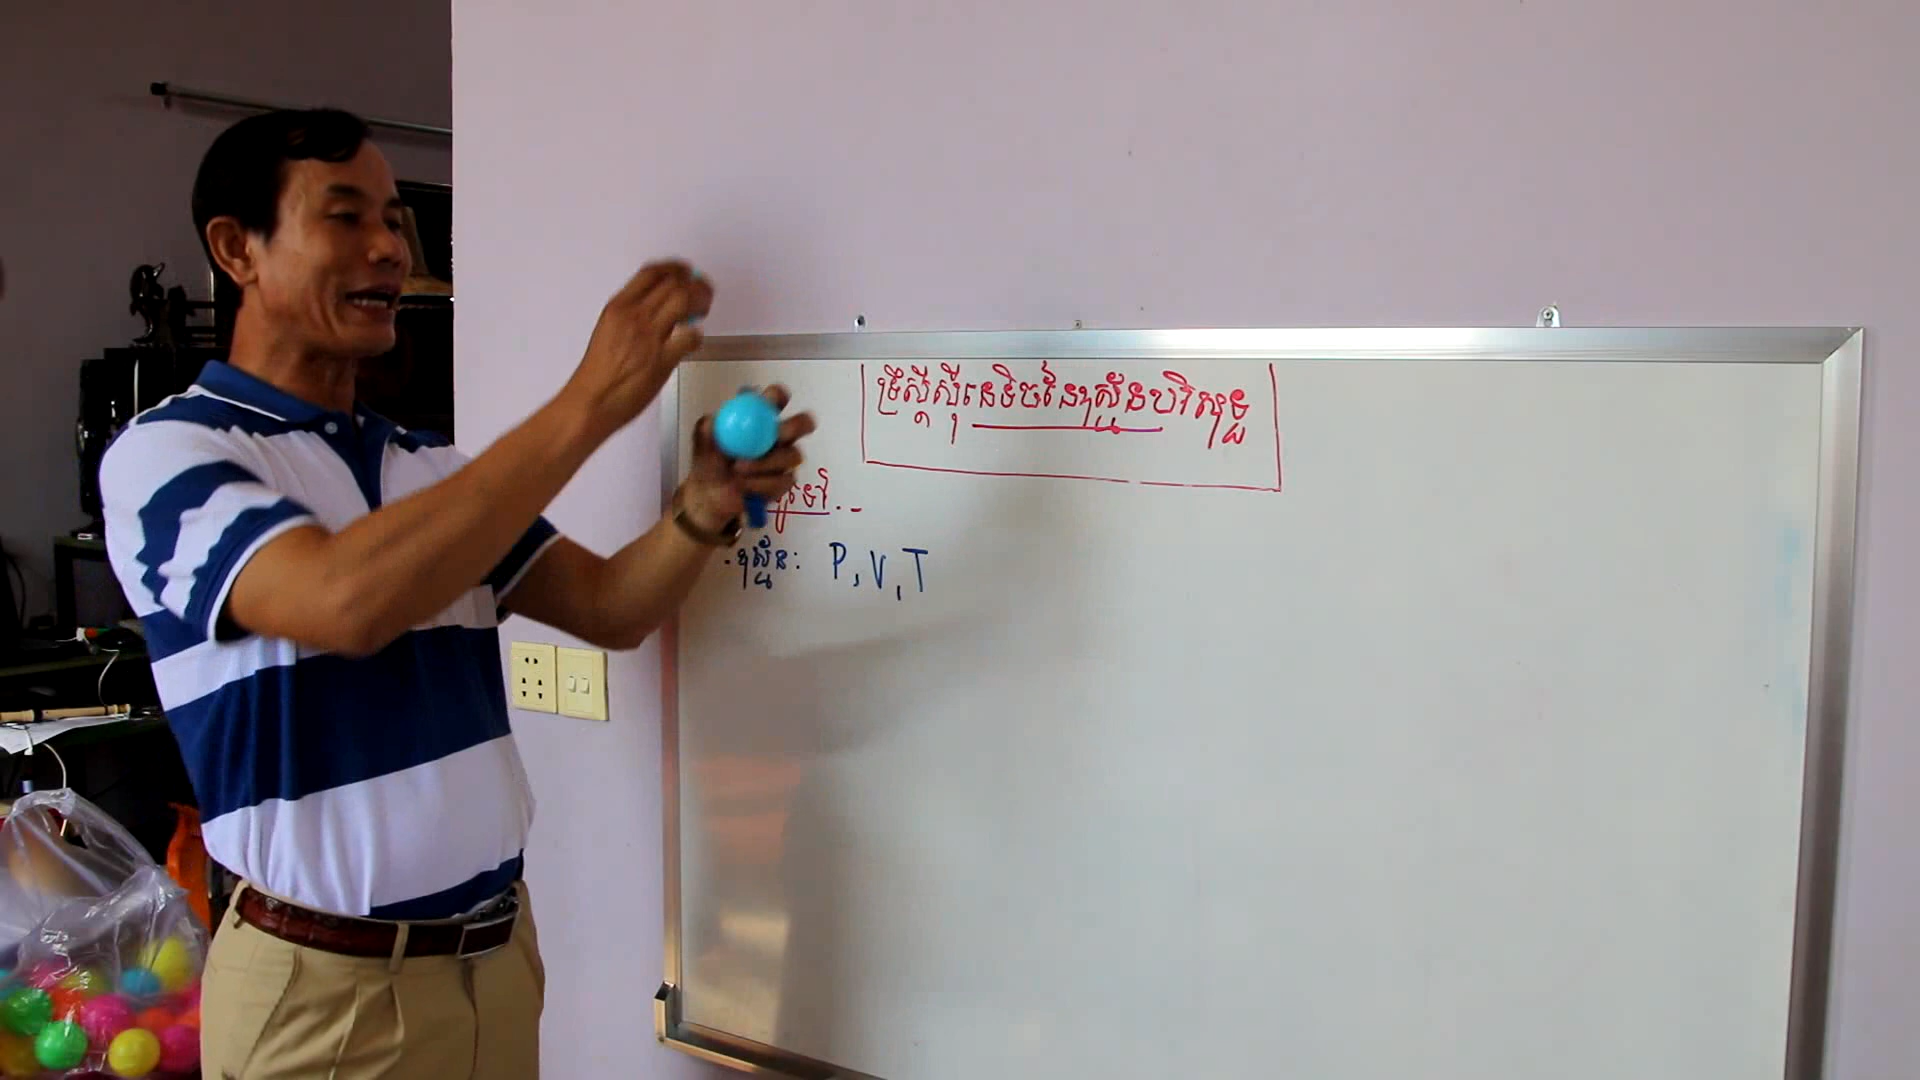 ទ្រឹស្តីស៊ីនេទិចនៃឧស្ម័នបរិសុទ្ធ
ទៅ . -
- ឧស្ម័ន : P, V, T